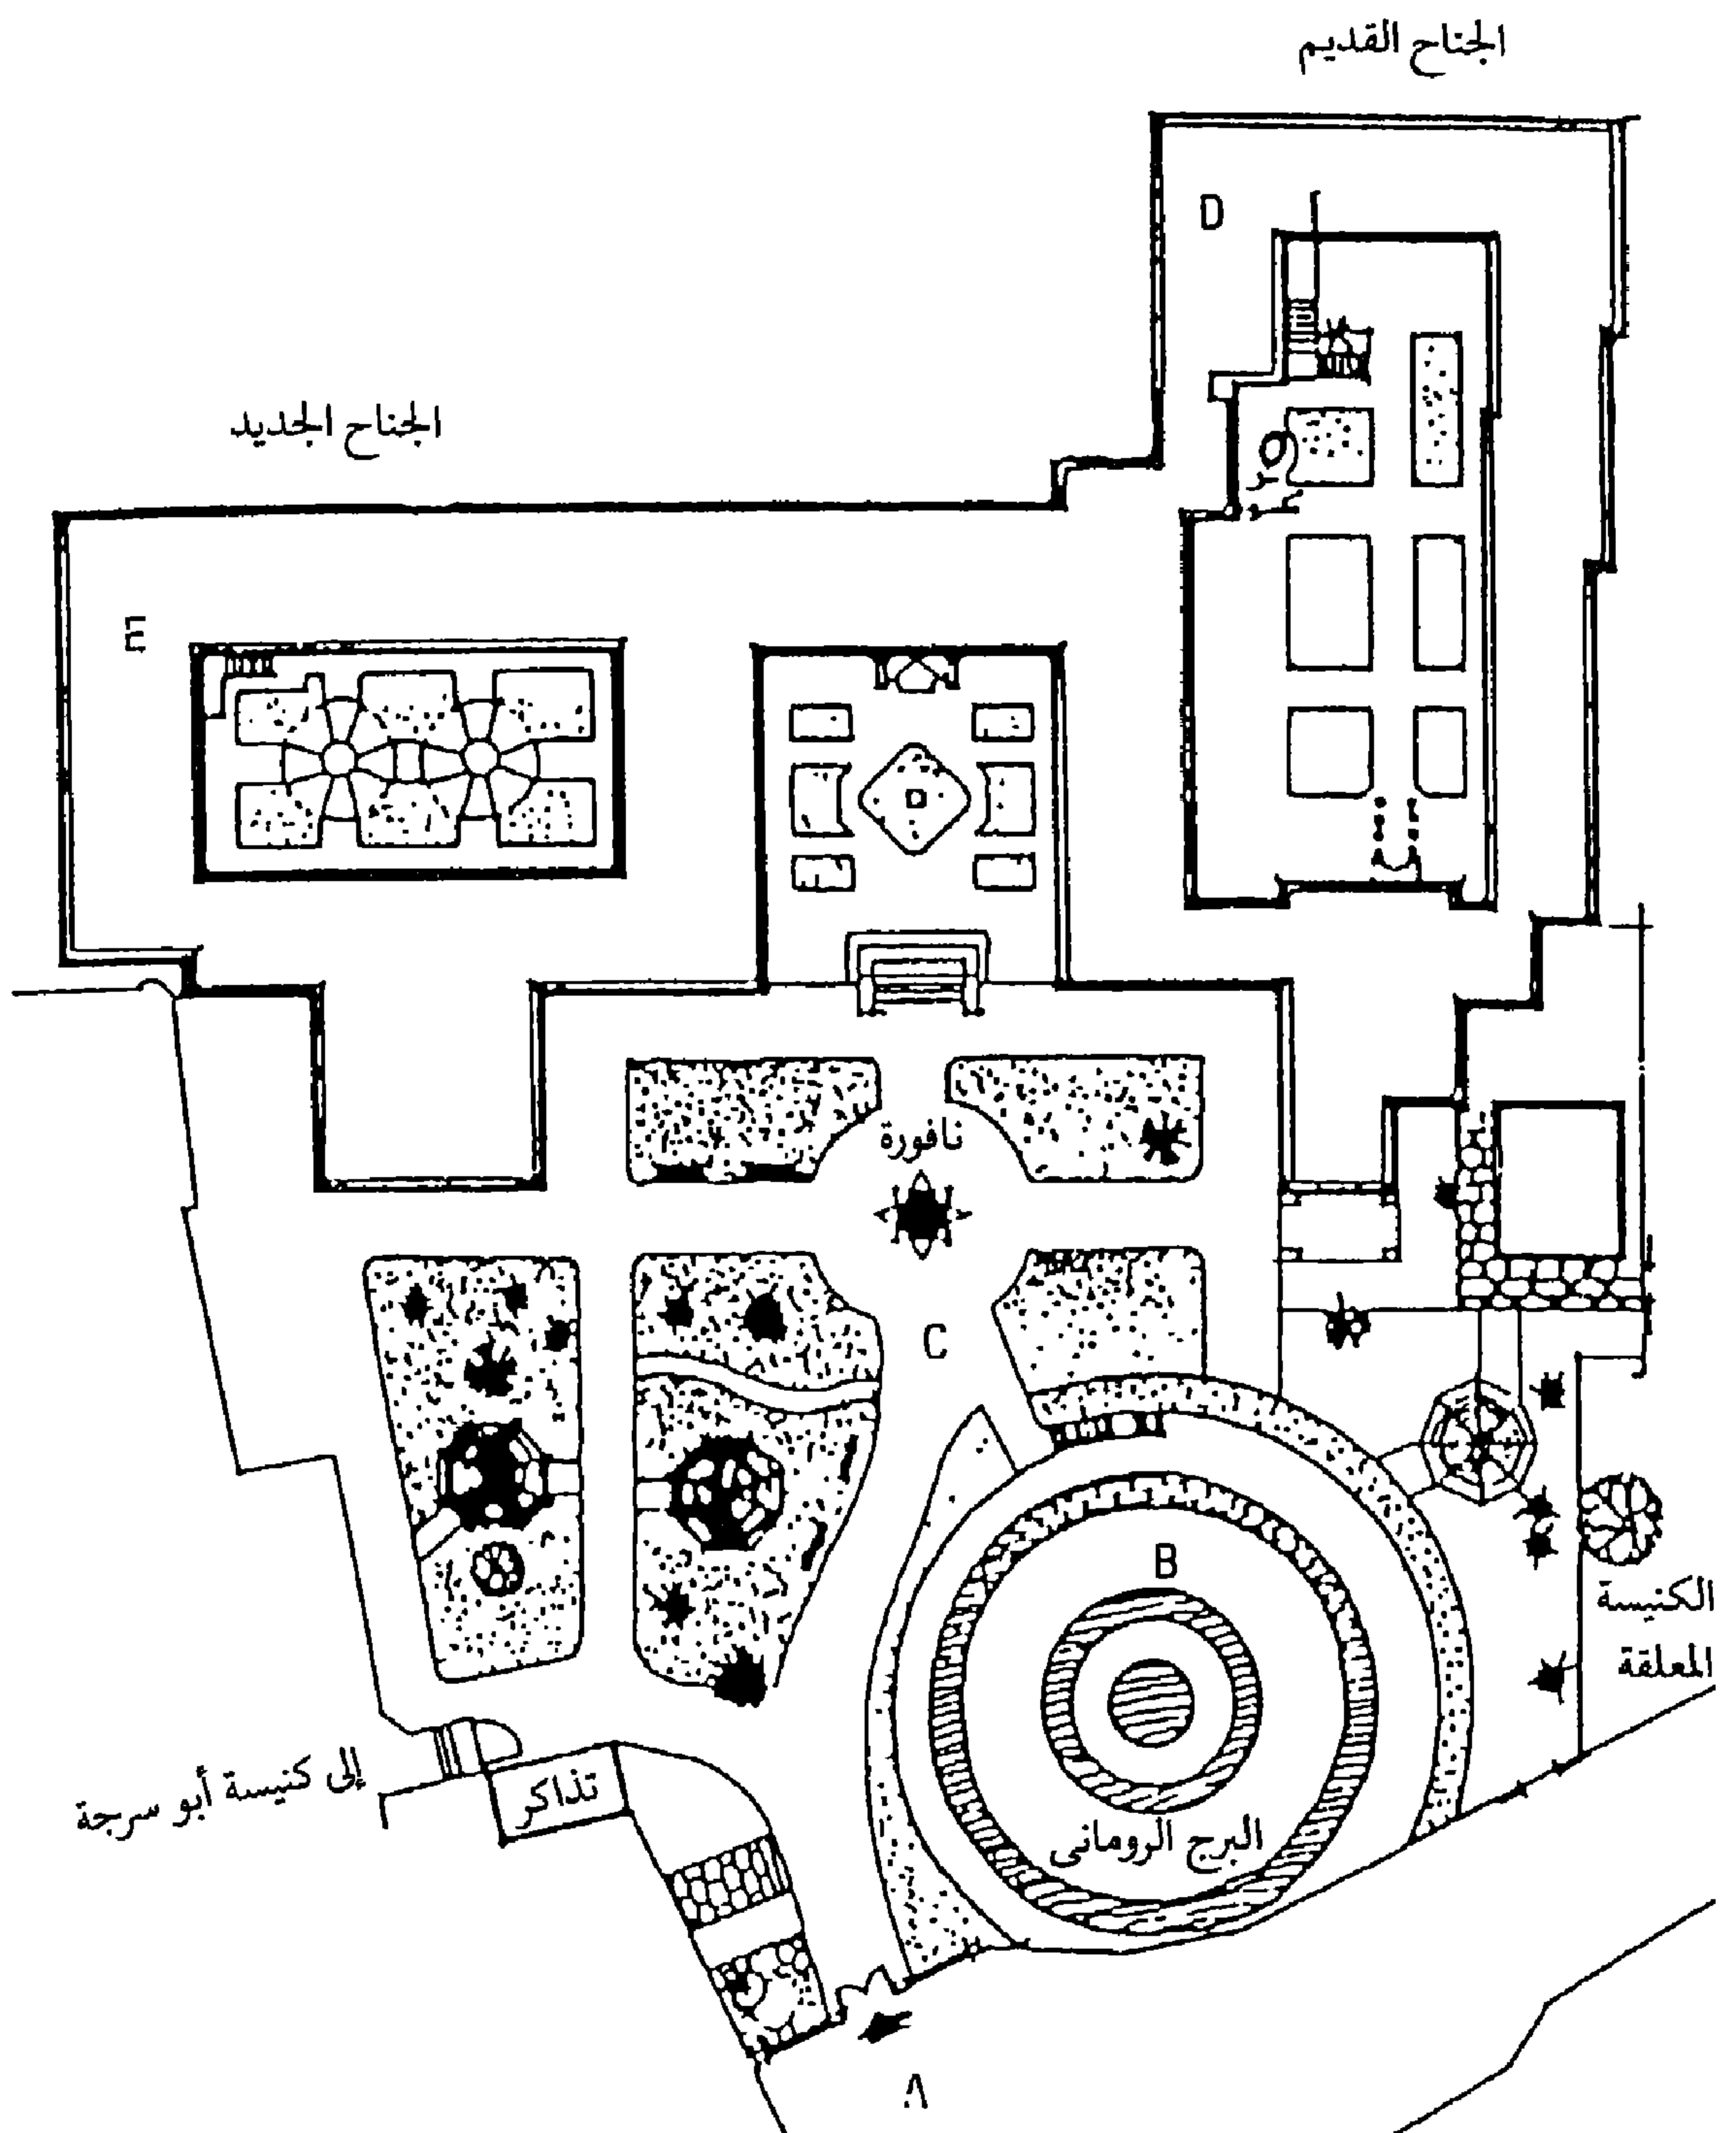 الجناح القديم
D
الجناح الجديد
E
نافورة
C
B
الكنيسة
المعلقة
إلى كنيسة أبو سرجة
تذاكر
البرج الرومانى
A